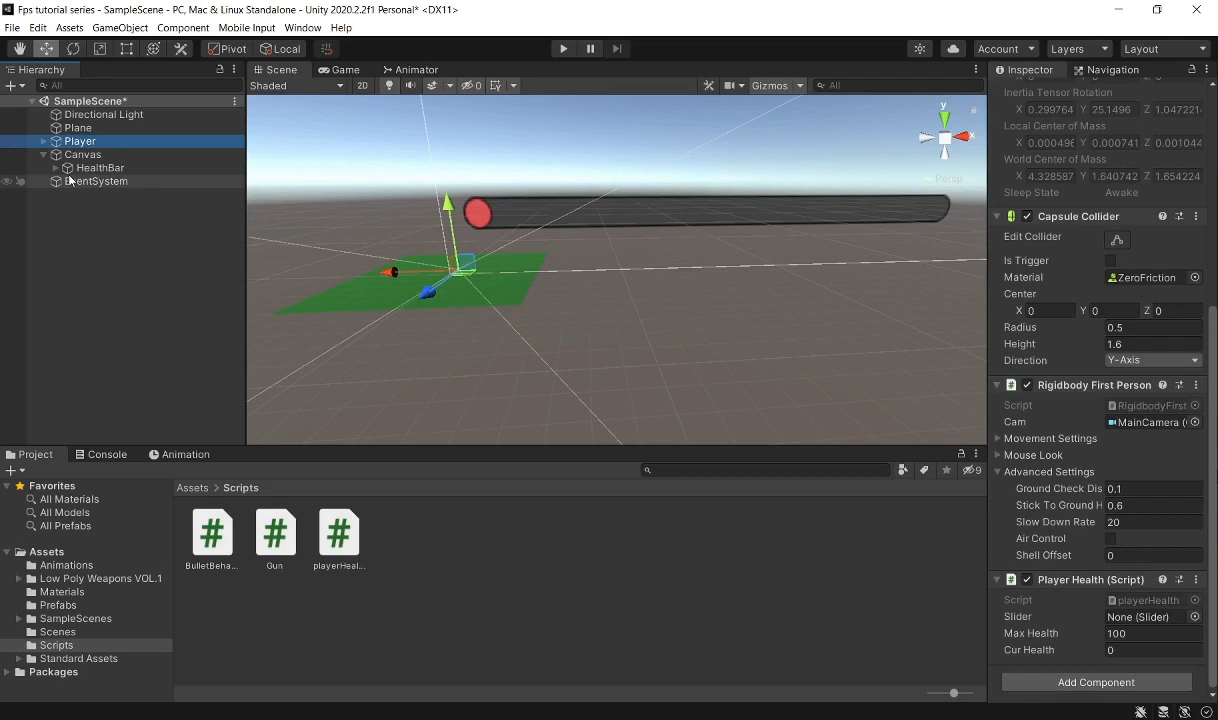 Fps tutorial series - SampleScene - PC, Mac & Linux Standalone - Unity 2020.2.2f1 Personal* <DX11>
File Edit Assets GameObject Component Mobile Input Window Help
Pivot Local Account Layers Layout
Hierarchy
All
SampleScene*
Directional Light
Plane
Player
Canvas
HealthBar
EventSystem
Scene Game Animator
Shaded 2D 0 Gizmos All
y
x
Persp
Inspector Navigation
Inertia Tensor Rotation
X 0.299764 Y 25.1496 Z 1.047221
Local Center of Mass
X 0.000496 Y 0.000741 Z 0.001044
World Center of Mass
X 4.328587 Y 1.640742 Z 1.654224
Sleep State Awake
Capsule Collider
Edit Collider
Is Trigger
Material ZeroFriction
Center
X 0 Y 0 Z 0
Radius 0.5
Height 1.6
Direction Y-Axis
Rigidbody First Person
Script RigidbodyFirst
Cam MainCamera (
Movement Settings
Mouse Look
Advanced Settings
Ground Check Dis 0.1
Stick To Ground H 0.6
Slow Down Rate 20
Air Control
Shell Offset 0
Player Health (Script)
Script playerHealth
Slider None (Slider)
Max Health 100
Cur Health 0
Add Component
Project Console Animation
9
Favorites
All Materials
All Models
All Prefabs
Assets
Animations
Low Poly Weapons VOL.1
Materials
Prefabs
SampleScenes
Scenes
Scripts
Standard Assets
Packages
Assets > Scripts
# # #
BulletBeha... Gun playerHeal...